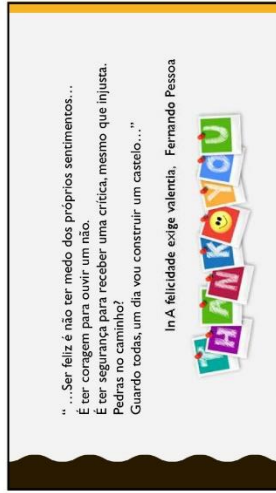 “ …Ser feliz é não ter medo dos próprios sentimentos…
É ter coragem para ouvir um não.
É ter segurança para receber uma crítica, mesmo que injusta.
Pedras no caminho?
Guardo todas, um dia vou construir um castelo…”
In A felicidade exige valentia, Fernando Pessoa
THANK YOU